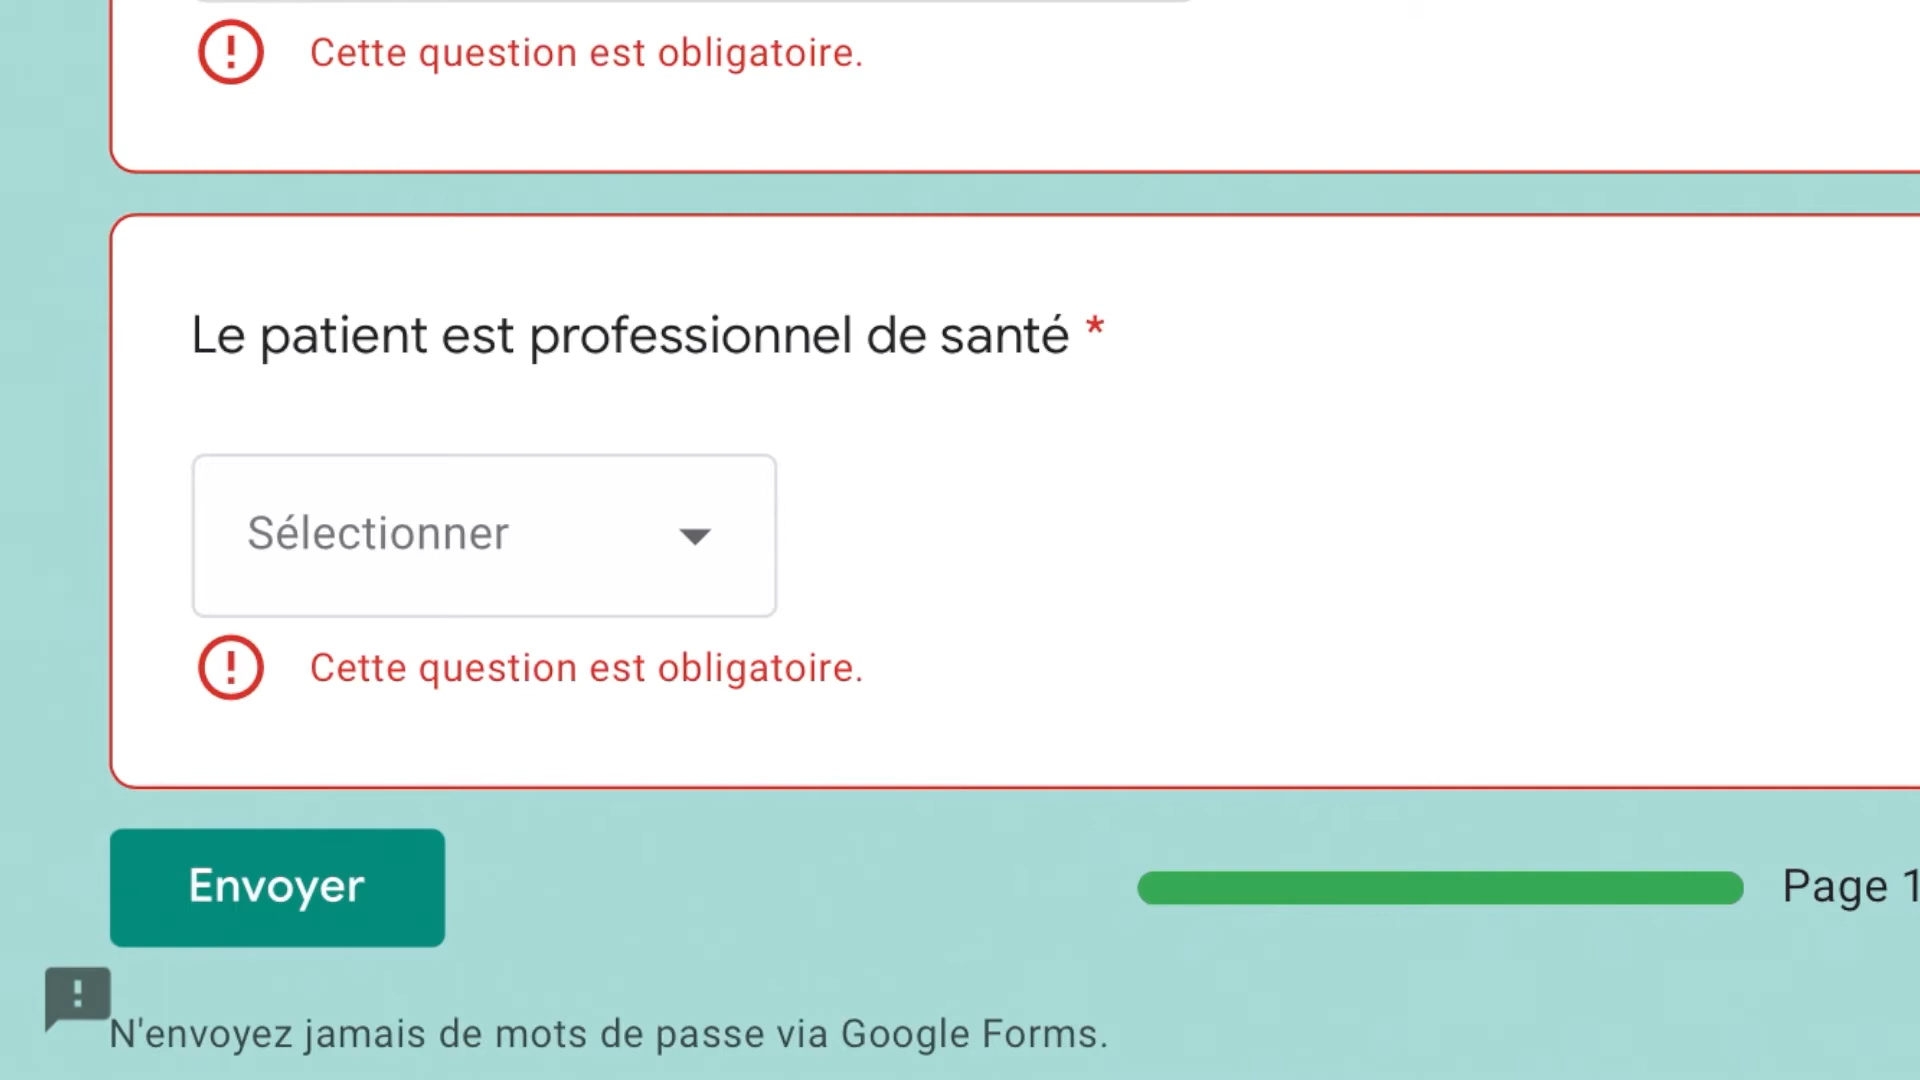 Cette question est obligatoire.
Le patient est professionnel de santé *
Sélectionner
Cette question est obligatoire.
Envoyer
Page 1
N'envoyez jamais de mots de passe via Google Forms.